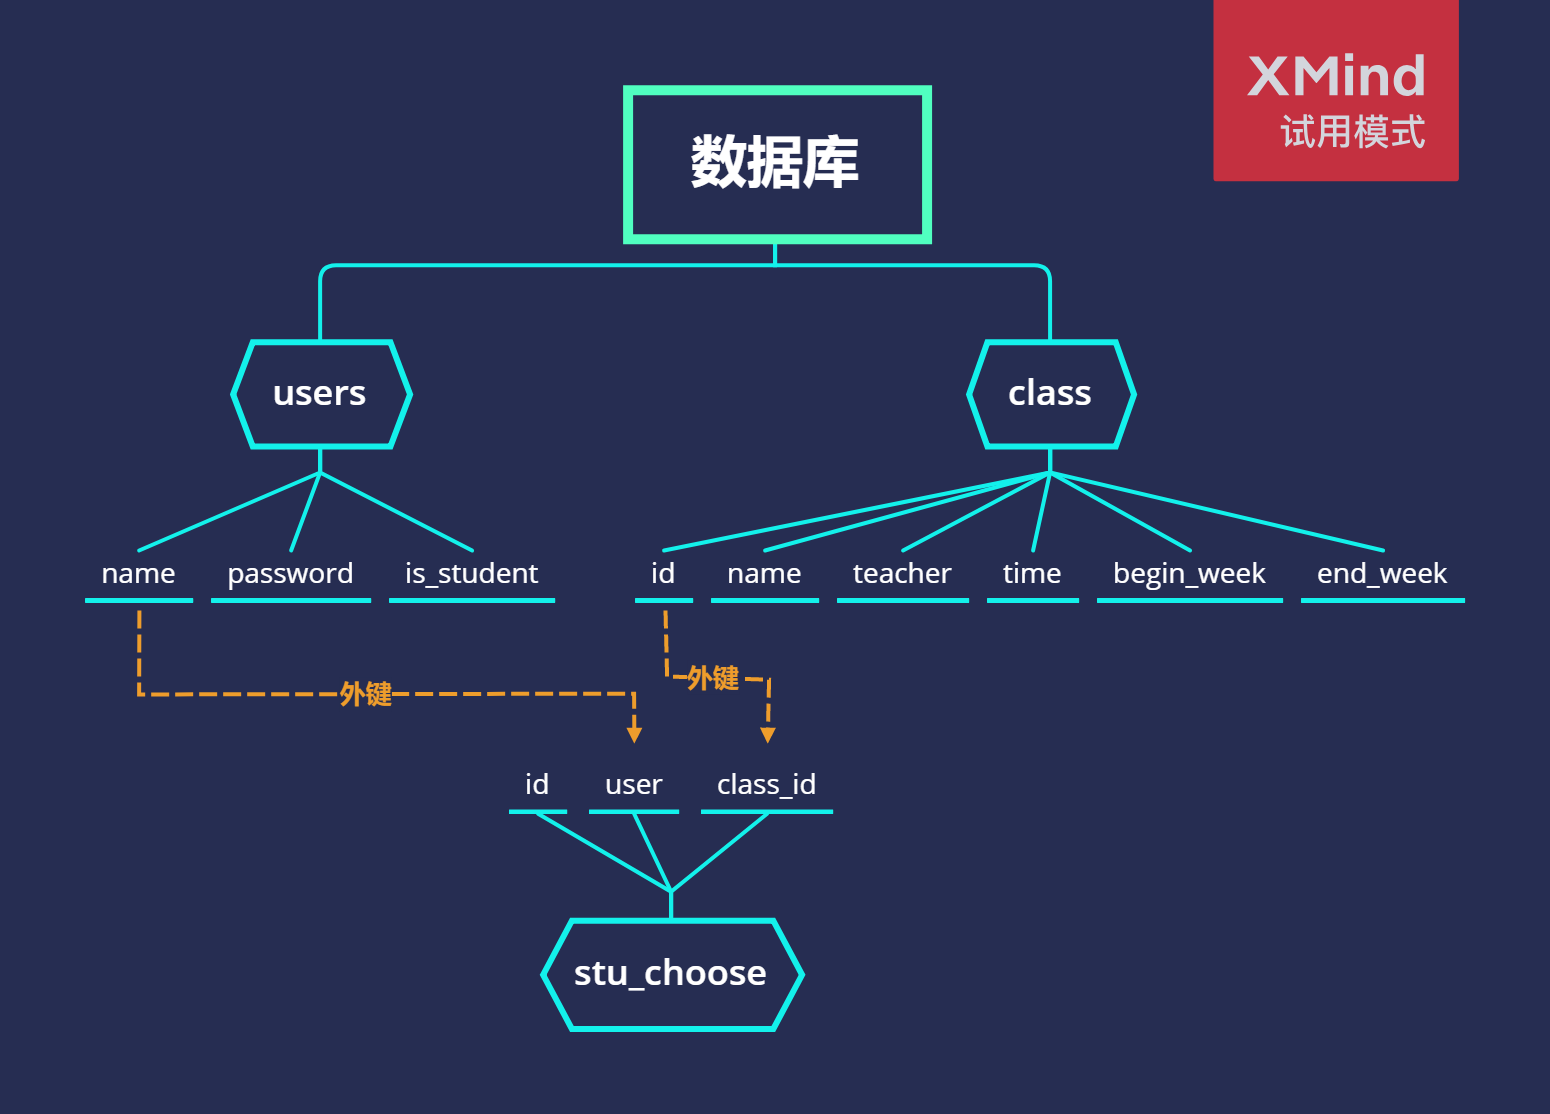 XMind
试用模式
数据库
users
class
name
password
is_student
id
name
teacher
time
begin_week
end_week
外键
外键
id
user
class_id
stu_choose